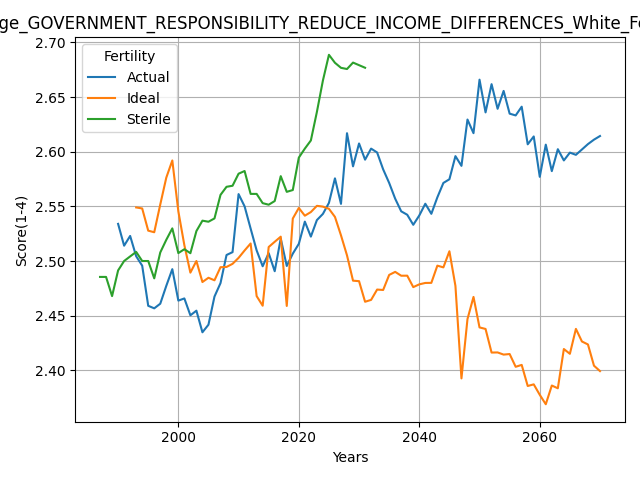 ge_GOVERNMENT_RESPONSIBILITY_REDUCE_INCOME_DIFFERENCES_White_Fe
2.70
2.65
2.60
2.55
2.50
2.45
2.40
Score(1-4)
Fertility
Actual
Ideal
Sterile
2000
2020
2040
2060
Years